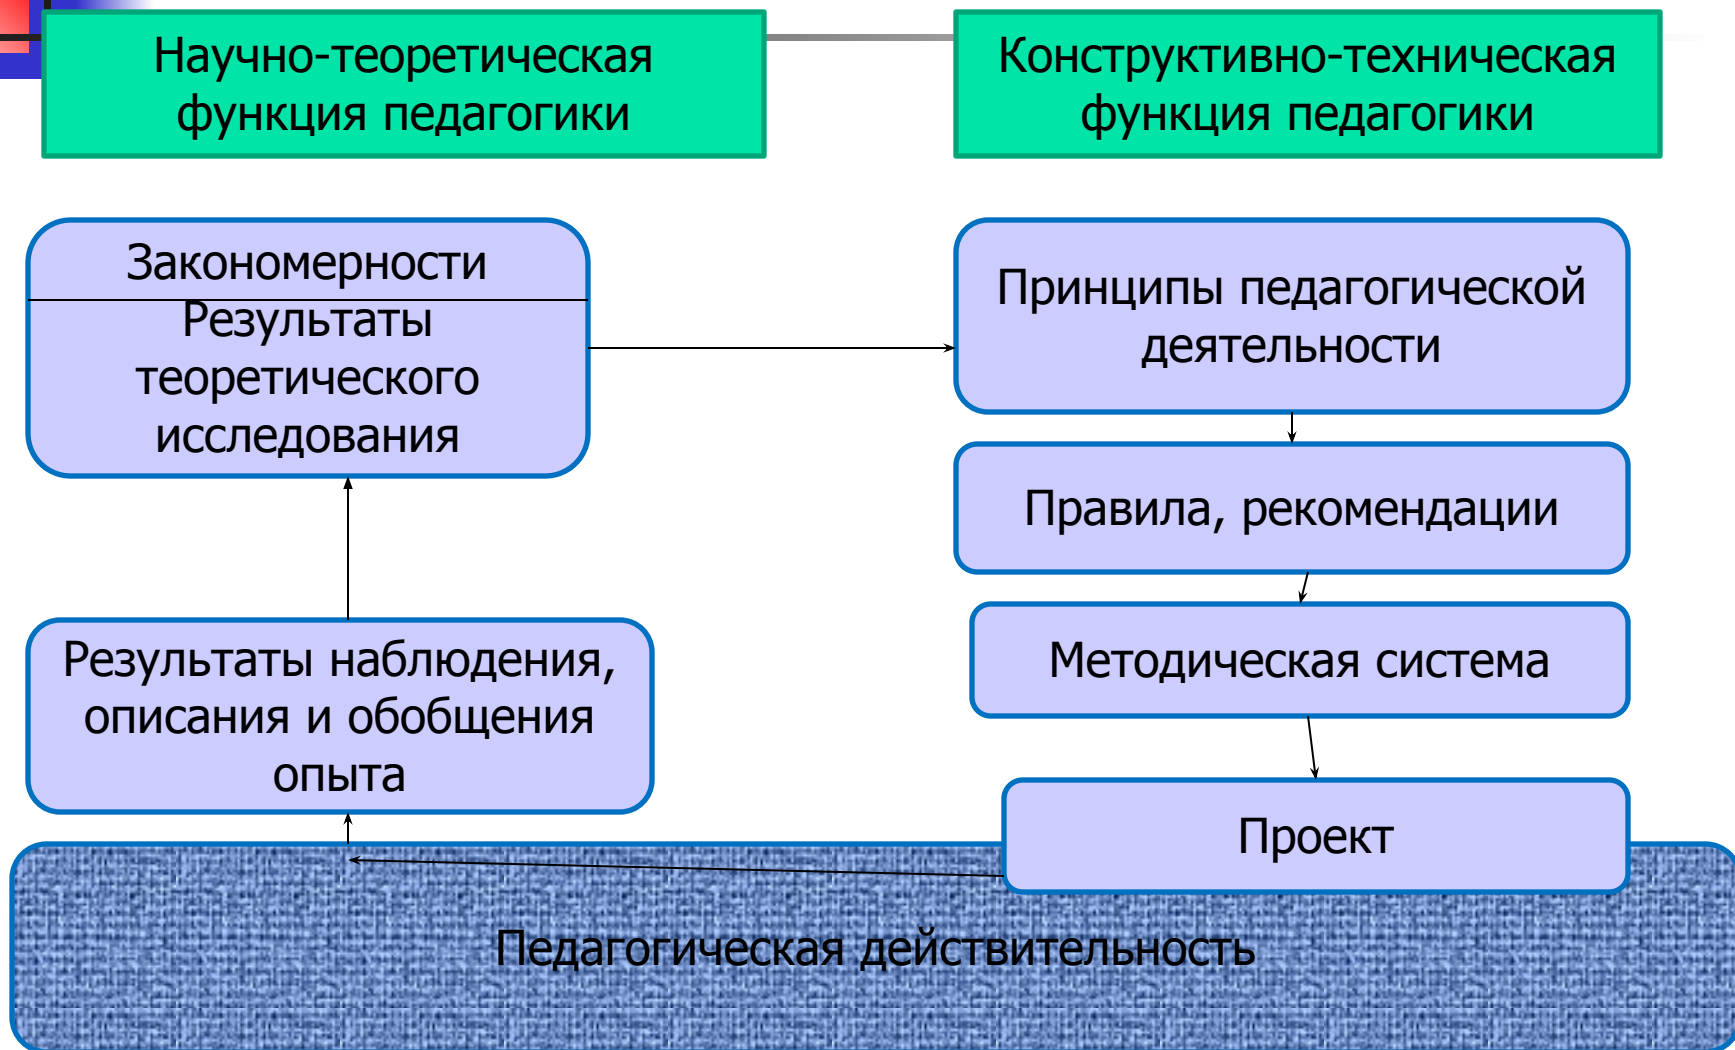 Научно-теоретическая
функция педагогики
Конструктивно-техническая
функция педагогики
Закономерности
Результаты
теоретического
исследования
Принципы педагогической
деятельности
Правила, рекомендации
Методическая система
Результаты наблюдения,
описания и обобщения
опыта
Проект
Педагогическая действительность